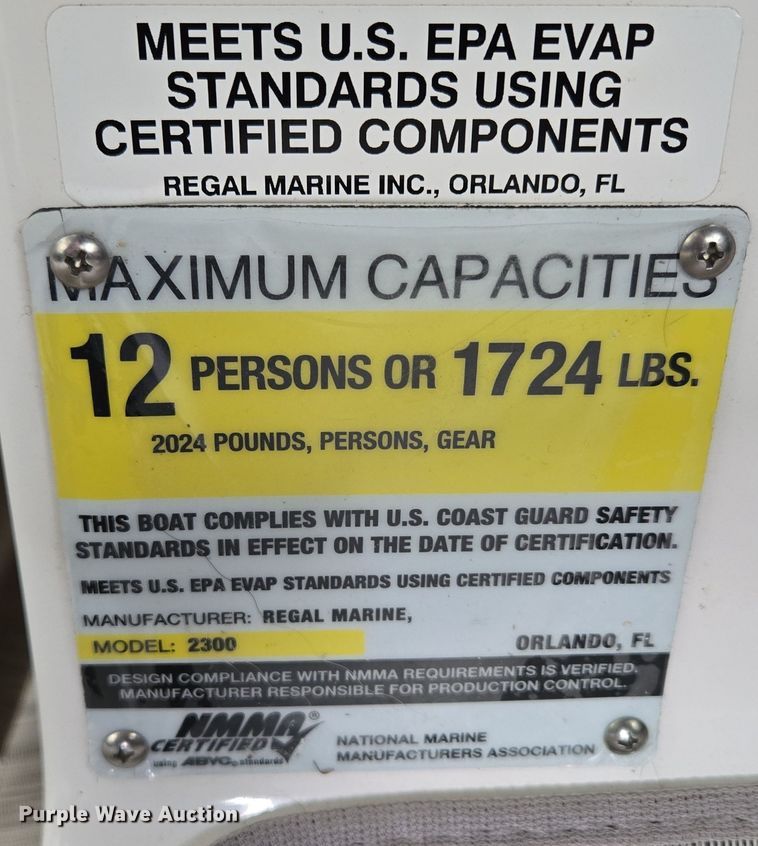 MEETS U.S. EPA EVAP
STANDARDS USING
CERTIFIED COMPONENTS
REGAL MARINE INC., ORLANDO, FL
MAXIMUM CAPACITIES
12 PERSONS OR 1724 LBS.
2024 POUNDS, PERSONS, GEAR
THIS BOAT COMPLIES WITH U.S. COAST GUARD SAFETY
STANDARDS IN EFFECT ON THE DATE OF CERTIFICATION.
MEETS U.S. EPA EVAP STANDARDS USING CERTIFIED COMPONENTS
MANUFACTURER: REGAL MARINE,
MODEL: 2300 ORLANDO, FL
DESIGN COMPLIANCE WITH NMMA REQUIREMENTS IS VERIFIED.
MANUFACTURER RESPONSIBLE FOR PRODUCTION CONTROL.
NMMA®
CERTIFIED
using ABYC® standards
NATIONAL MARINE
MANUFACTURERS ASSOCIATION
Purple Wave Auction